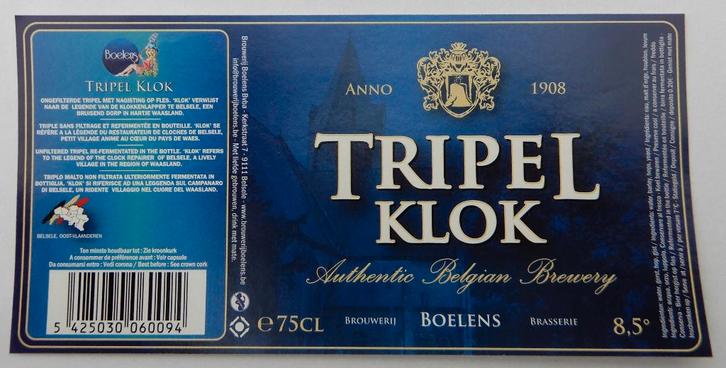 Boelens
TRIPEL KLOK
ONGEFILTERDE TRIPEL MET NAGISTING OP FLES. 'KLOK' VERWIJST
NAAR DE LEGENDE VAN DE KLOKKENLAPPER TE BELSELE, EEN
BRUISEND DORP IN HARTJE WAASLAND.
TRIPLE SANS FILTRAGE ET REFERMENTÉE EN BOUTEILLE. 'KLOK' SE
RÉFÈRE A LA LÉGENDE DU RESTAURATEUR DE CLOCHES DE BELSELE,
PETIT VILLAGE ANIME AU CŒUR DU PAYS DE WAES.
UNFILTERED TRIPEL RE-FERMENTATED IN THE BOTTLE. 'KLOK' REFERS
TO THE LEGEND OF THE CLOCK REPAIRER OF BELSELE, A LIVELY
VILLAGE IN THE REGION OF WAASLAND.
TRIPLO MALTO NON FILTRATA ULTERIORMENTE FERMENTATA IN
BOTTIGLIA. 'KLOK' SI RIFERISCE AD UNA LEGGENDA SUL CAMPANARO
DI BELSELE, UN RIDENTE VILLAGGIO NEL CUORE DEL WAASLAND.
BELSELE, OOST-VLAANDEREN
Ten minste houdbaar tot : Zie kroonkurk
A consommer de préférence avant : Voir capsule
Da consumarsi entro : Vedi corona / Best before : See crown cork
5 425030 060094
Brouwerij Boelens Bvba - Kerkstraat 7 - 9111 Belsele - www.brouwerijboelens.be
info@brouwerijboelens.be - Met liefde gebrouwen, drink met mate.
ANNO 1908
TRIPEL
KLOK
Authentic Belgian Brewery
e 75CL BROUWERIJ BOELENS BRASSERIE 8,5°